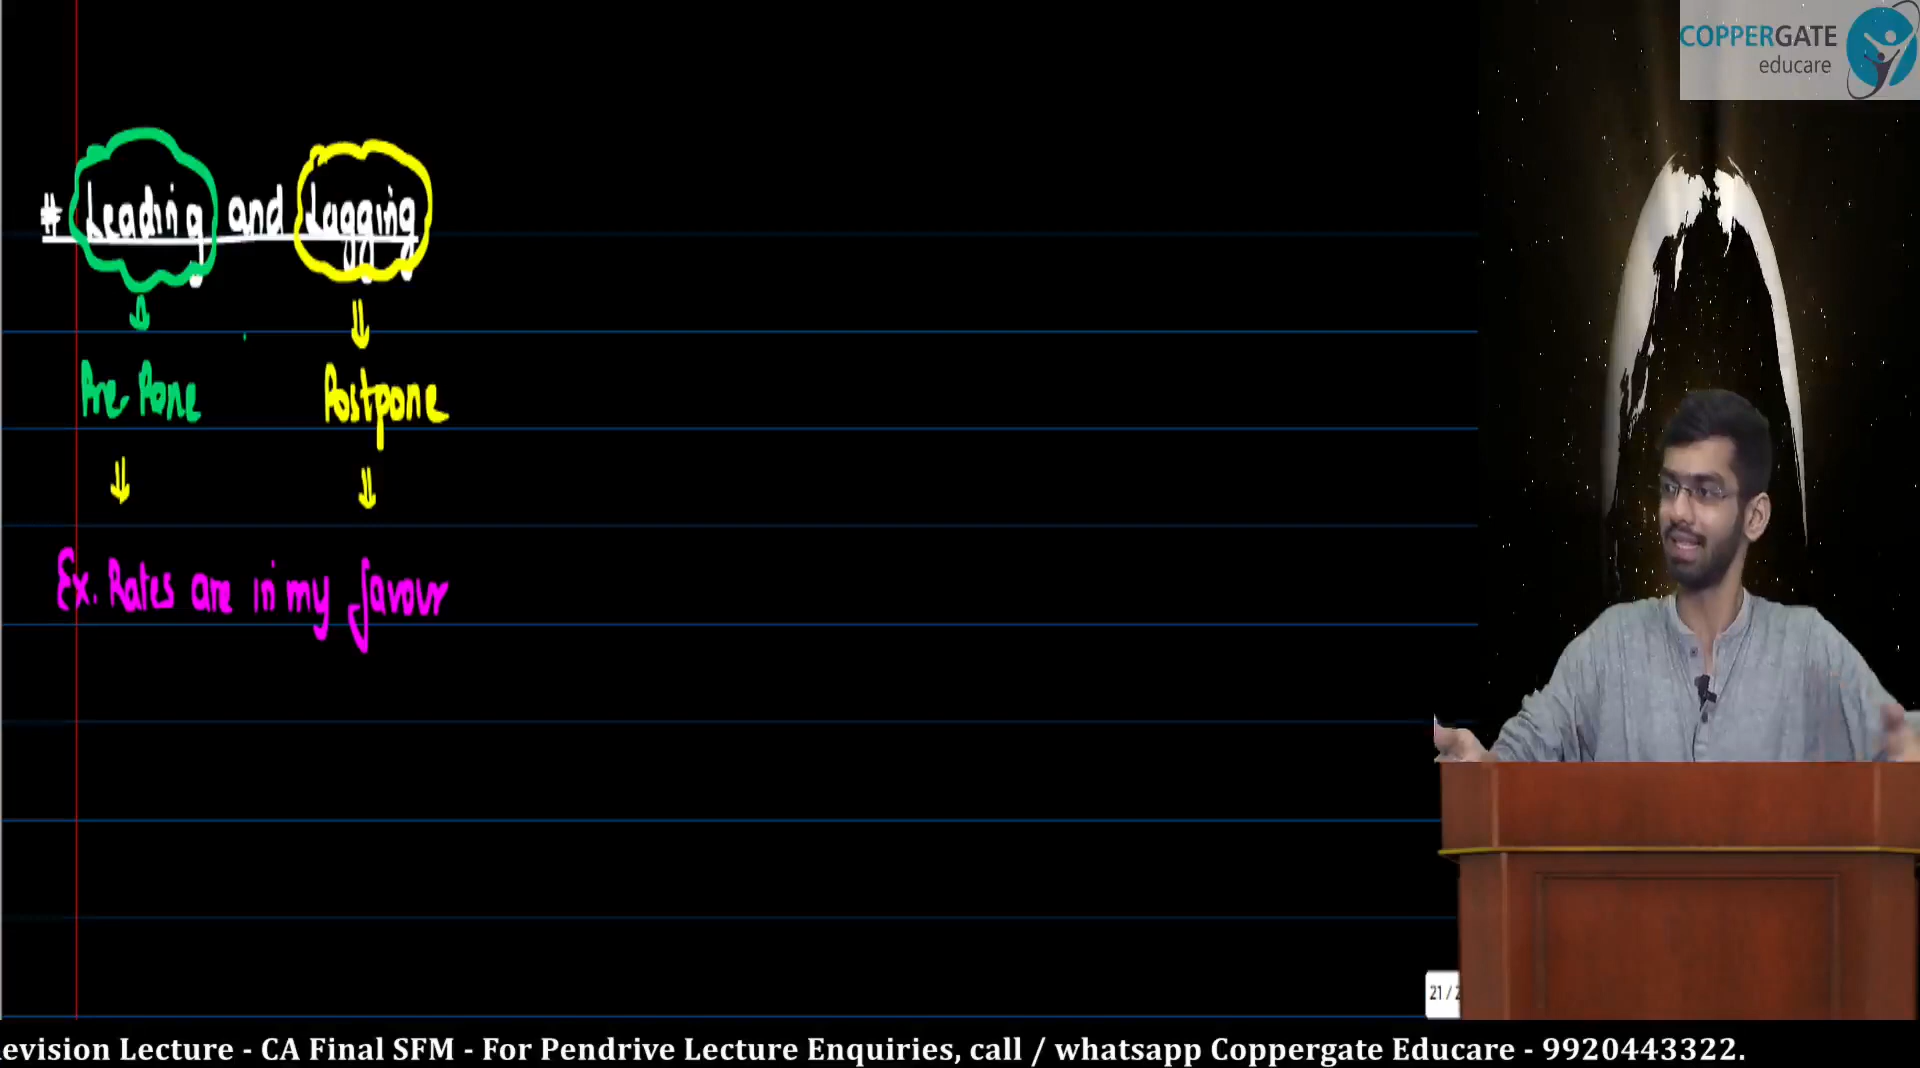 COPPERGATE
educare
# Leading and Lagging
Pre Pone Postpone
Ex. Rates are in my favour
21 / 2
evision Lecture - CA Final SFM - For Pendrive Lecture Enquiries, call / whatsapp Coppergate Educare - 9920443322.